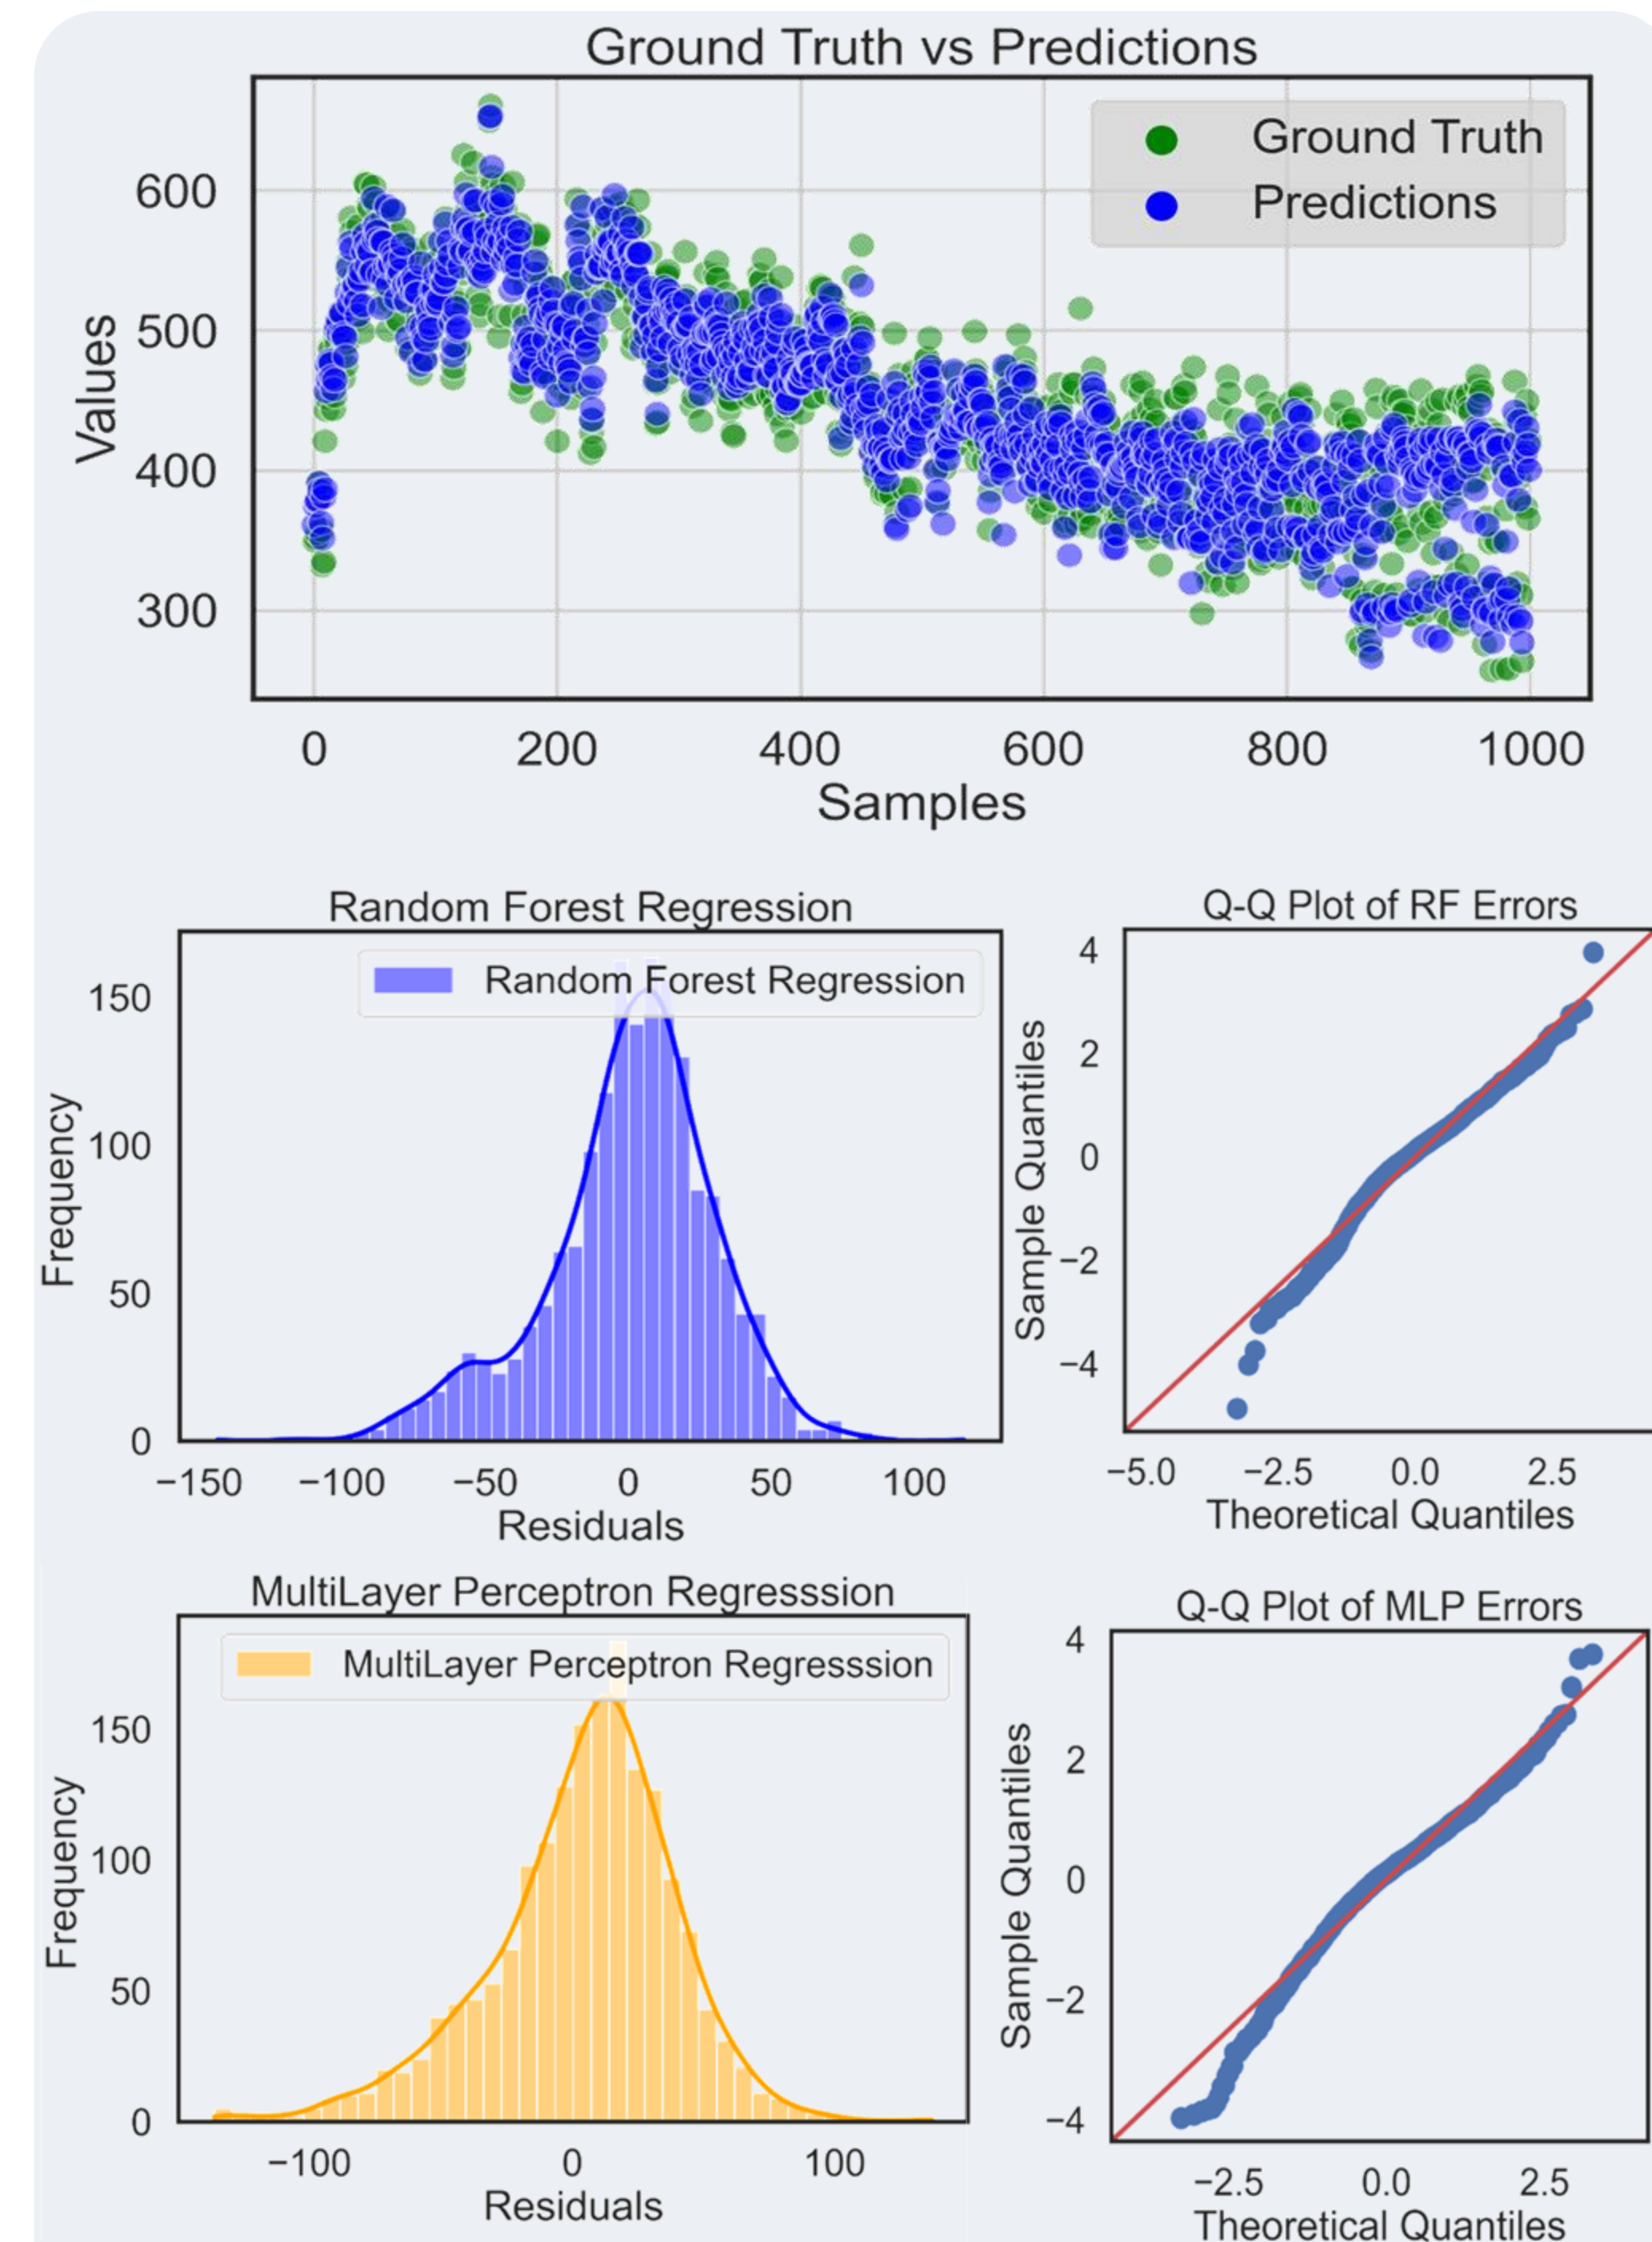 Ground Truth vs Predictions
Ground Truth
Predictions
600
500
400
300
Values
0 200 400 600 800 1000
Samples
Random Forest Regression
Random Forest Regression
150
100
50
0
Frequency
−150 −100 −50 0 50 100
Residuals
Q-Q Plot of RF Errors
4
2
0
−2
−4
Sample Quantiles
−5.0 −2.5 0.0 2.5
Theoretical Quantiles
MultiLayer Perceptron Regresssion
MultiLayer Perceptron Regresssion
150
100
50
0
Frequency
−100 0 100
Residuals
Q-Q Plot of MLP Errors
4
2
0
−2
−4
Sample Quantiles
−2.5 0.0 2.5
Theoretical Quantiles